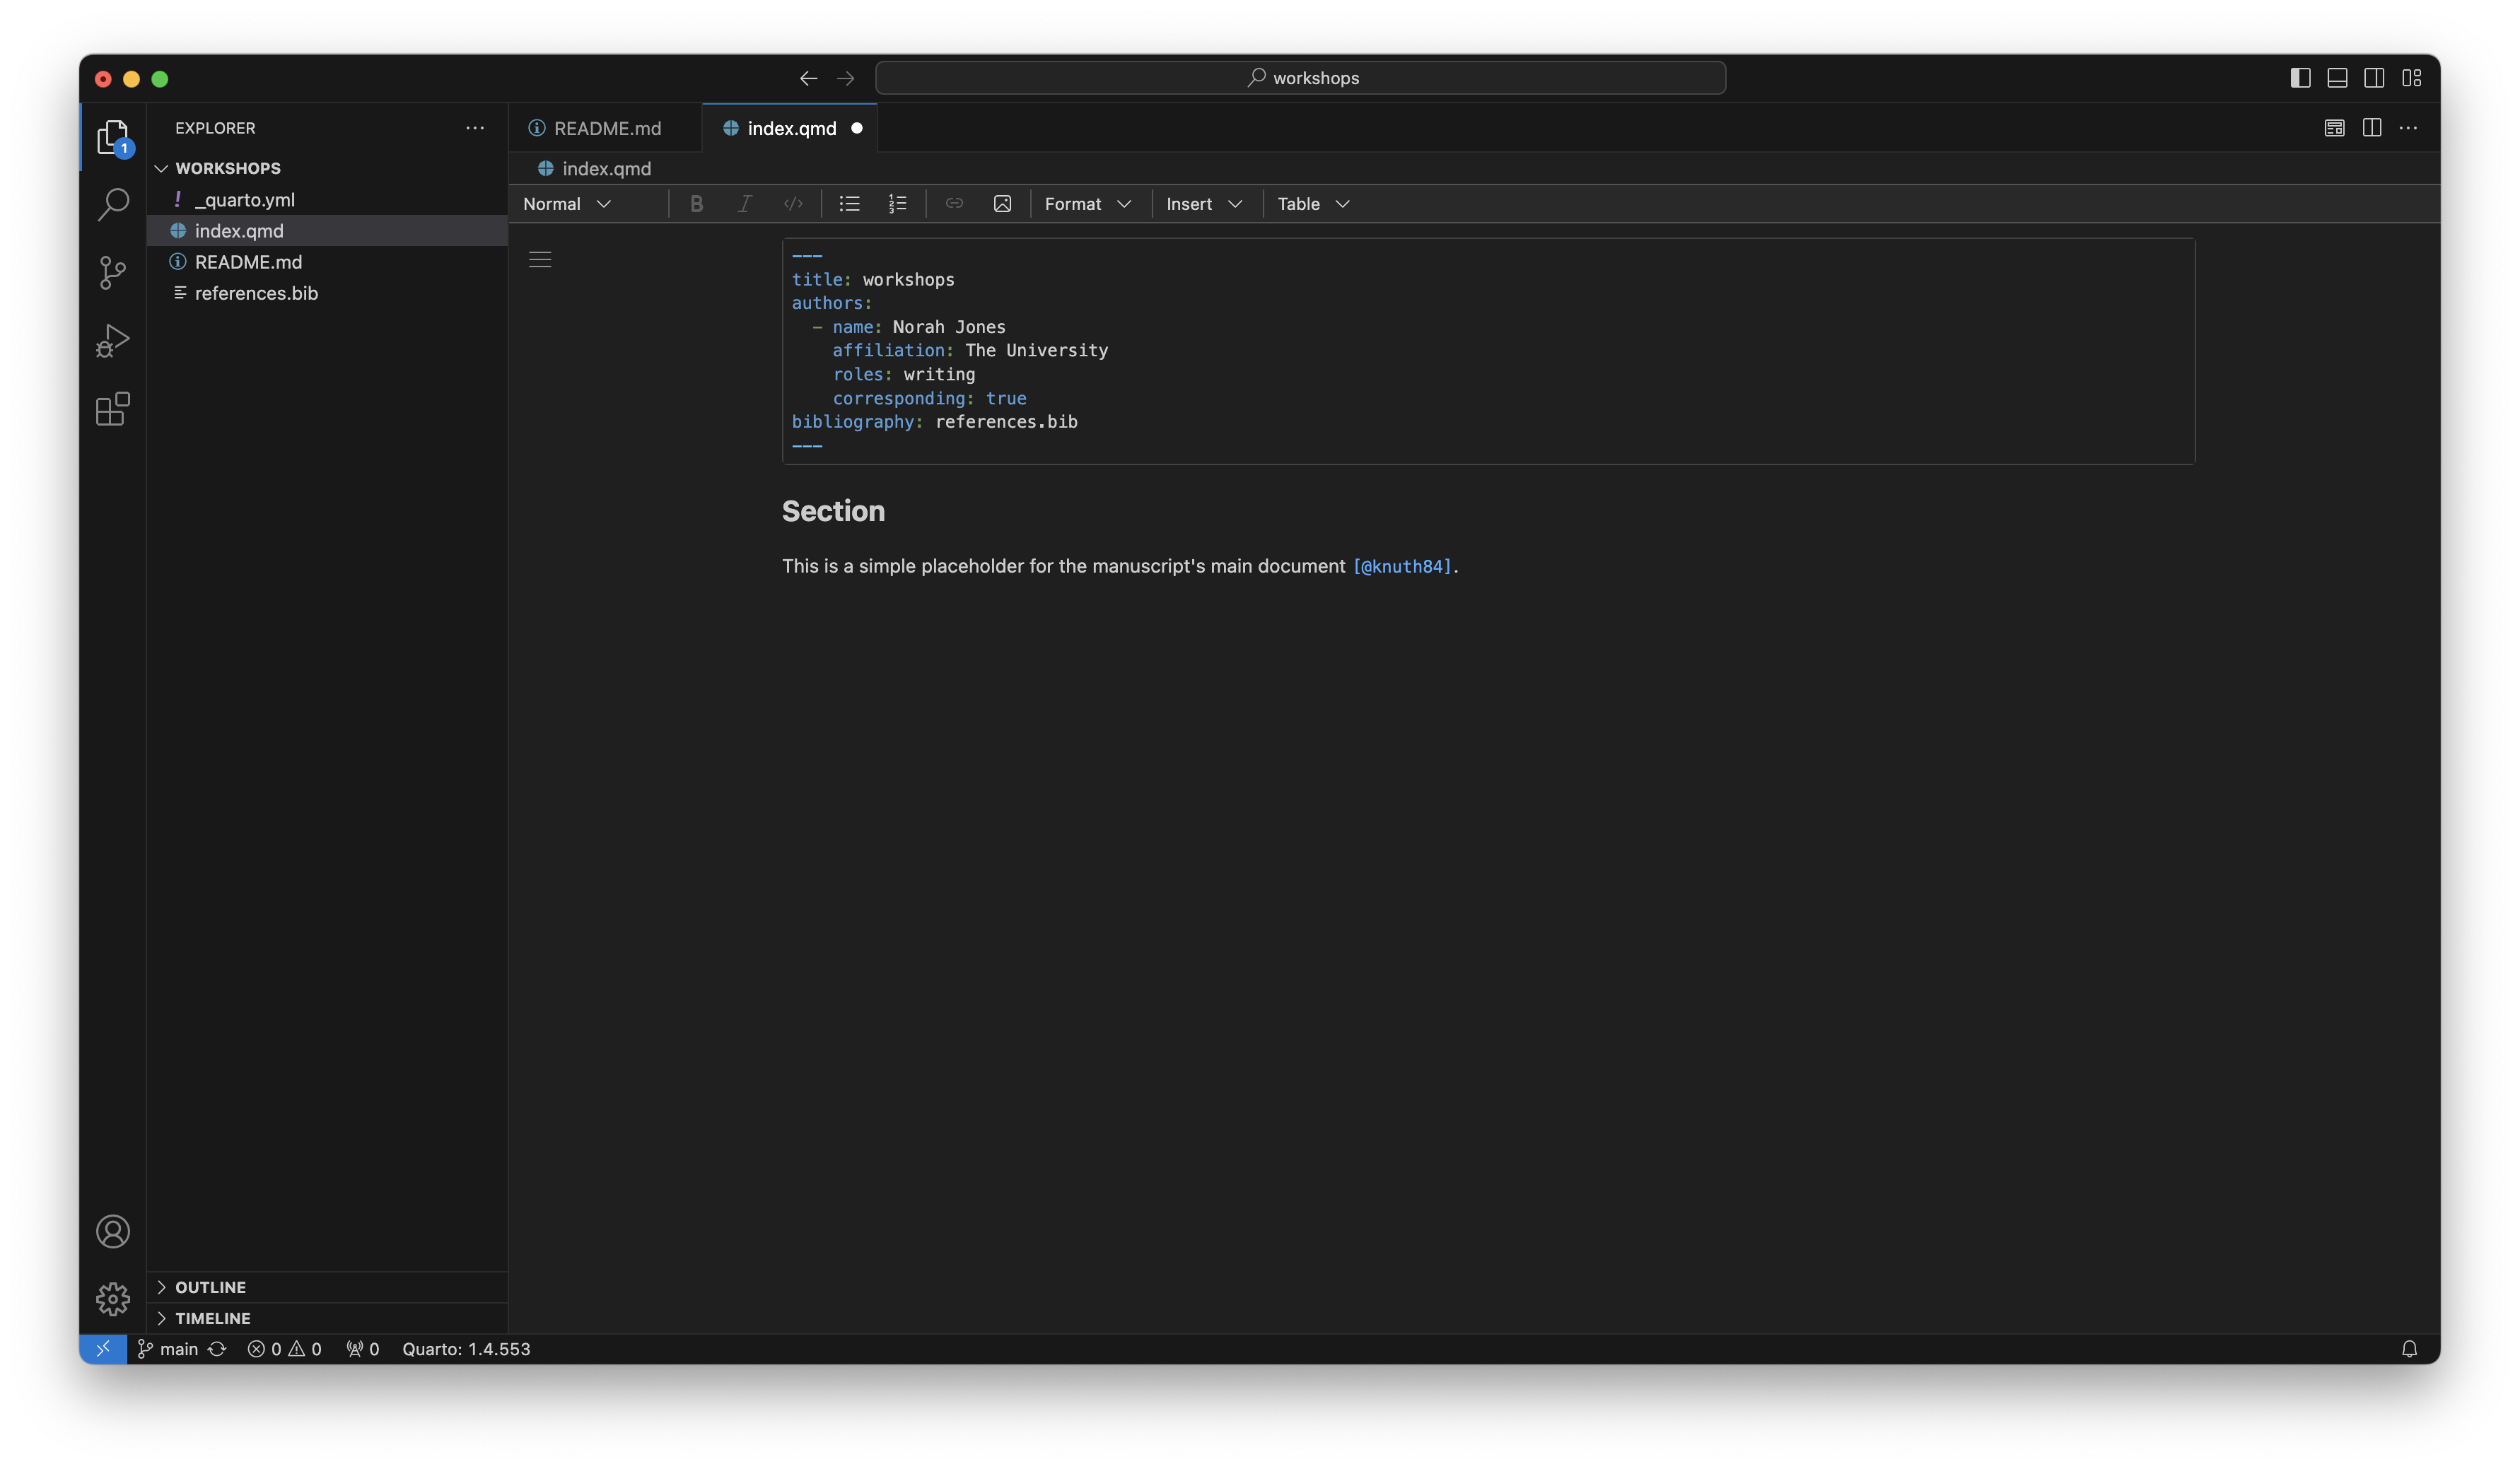 workshops
EXPLORER
README.md
index.qmd
1
WORKSHOPS
_quarto.yml
index.qmd
README.md
references.bib
index.qmd
Normal
Format
Insert
Table
---
title: workshops
authors:
  - name: Norah Jones
    affiliation: The University
    roles: writing
    corresponding: true
bibliography: references.bib
---
Section
This is a simple placeholder for the manuscript's main document [@knuth84].
OUTLINE
TIMELINE
main 0 0 0 Quarto: 1.4.553